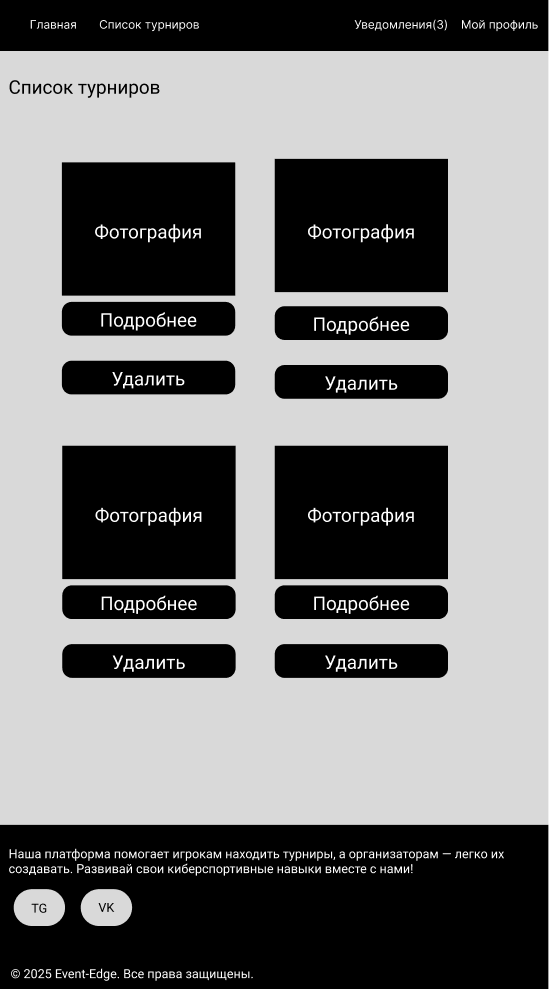 Главная Список турниров Уведомления(3) Мой профиль
Список турниров
Фотография Фотография
Подробнее Подробнее
Удалить Удалить
Фотография Фотография
Подробнее Подробнее
Удалить Удалить
Наша платформа помогает игрокам находить турниры, а организаторам — легко их
создавать. Развивай свои киберспортивные навыки вместе с нами!
TG VK
© 2025 Event-Edge. Все права защищены.